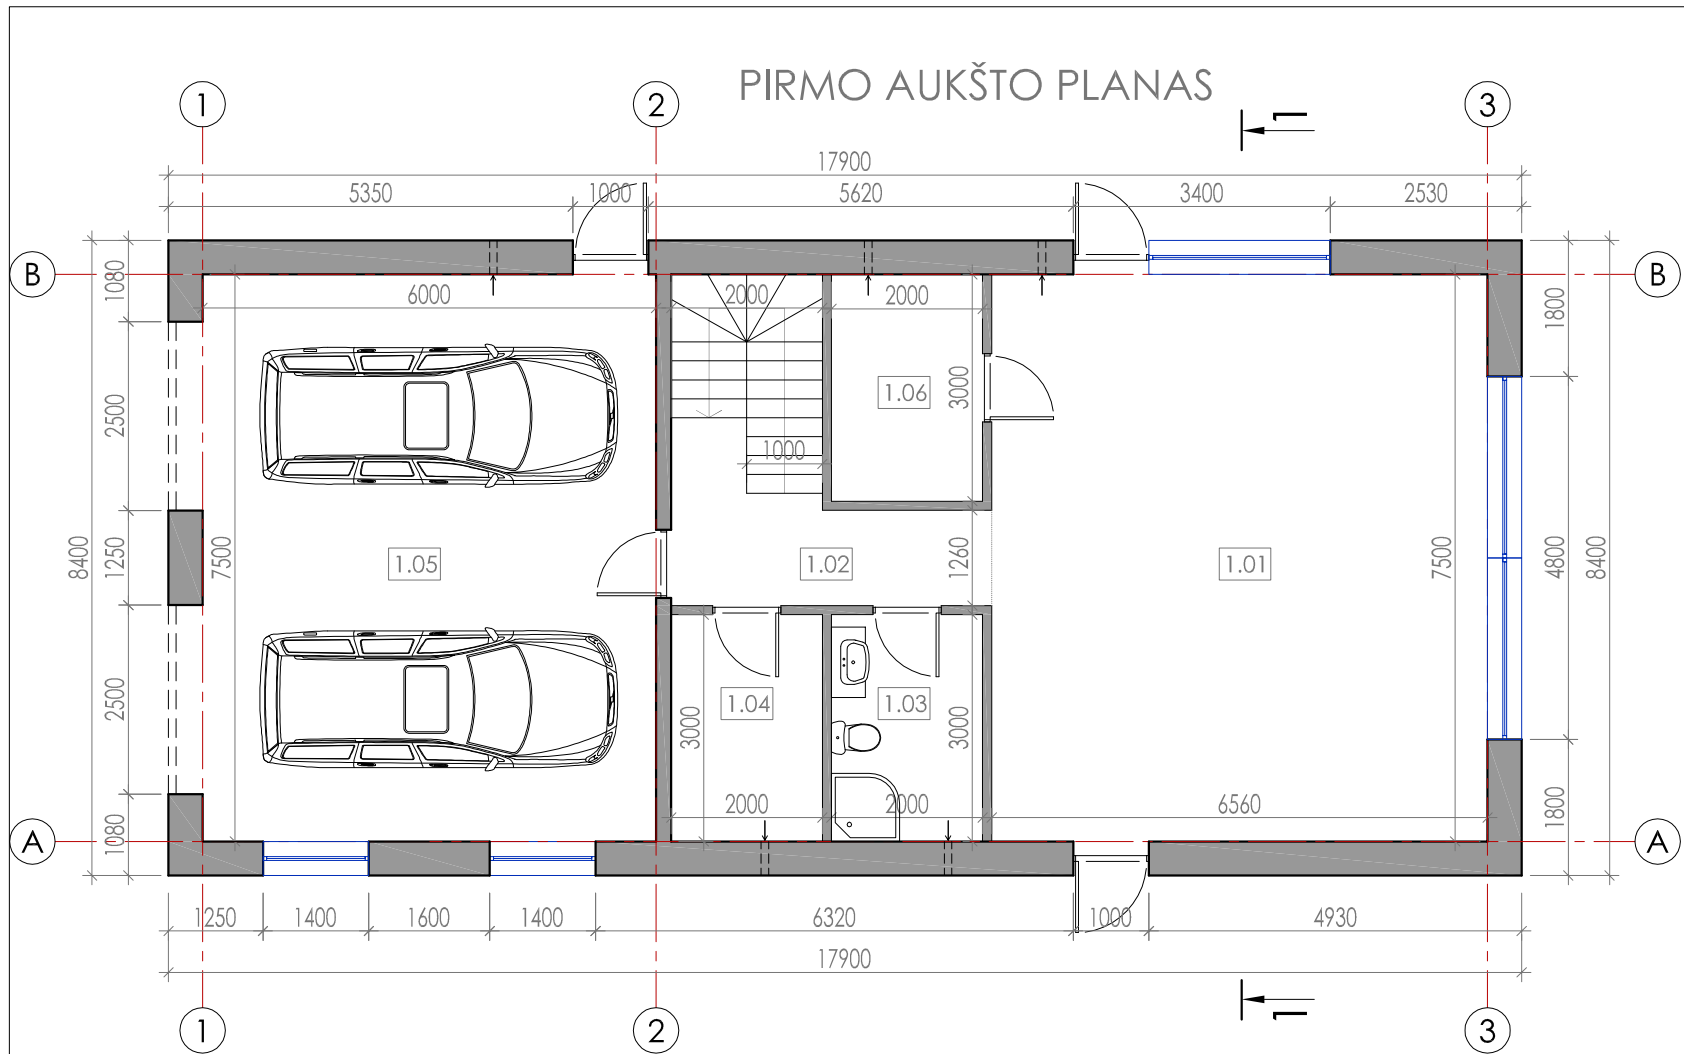 PIRMO AUKŠTO PLANAS
1 2 3
1
17900
5350 1000 5620 3400 2530
B B
1080 6000 2000 2000 1800
2500 1.06 3000
1000
8400 1250 7500 1.05 1.02 1260 1.01 7500 4800 8400
2500 3000 1.04 1.03 3000
2000 2000 6560
1080 1800
A A
1250 1400 1600 1400 6320 1000 4930
17900
1
1 2 3